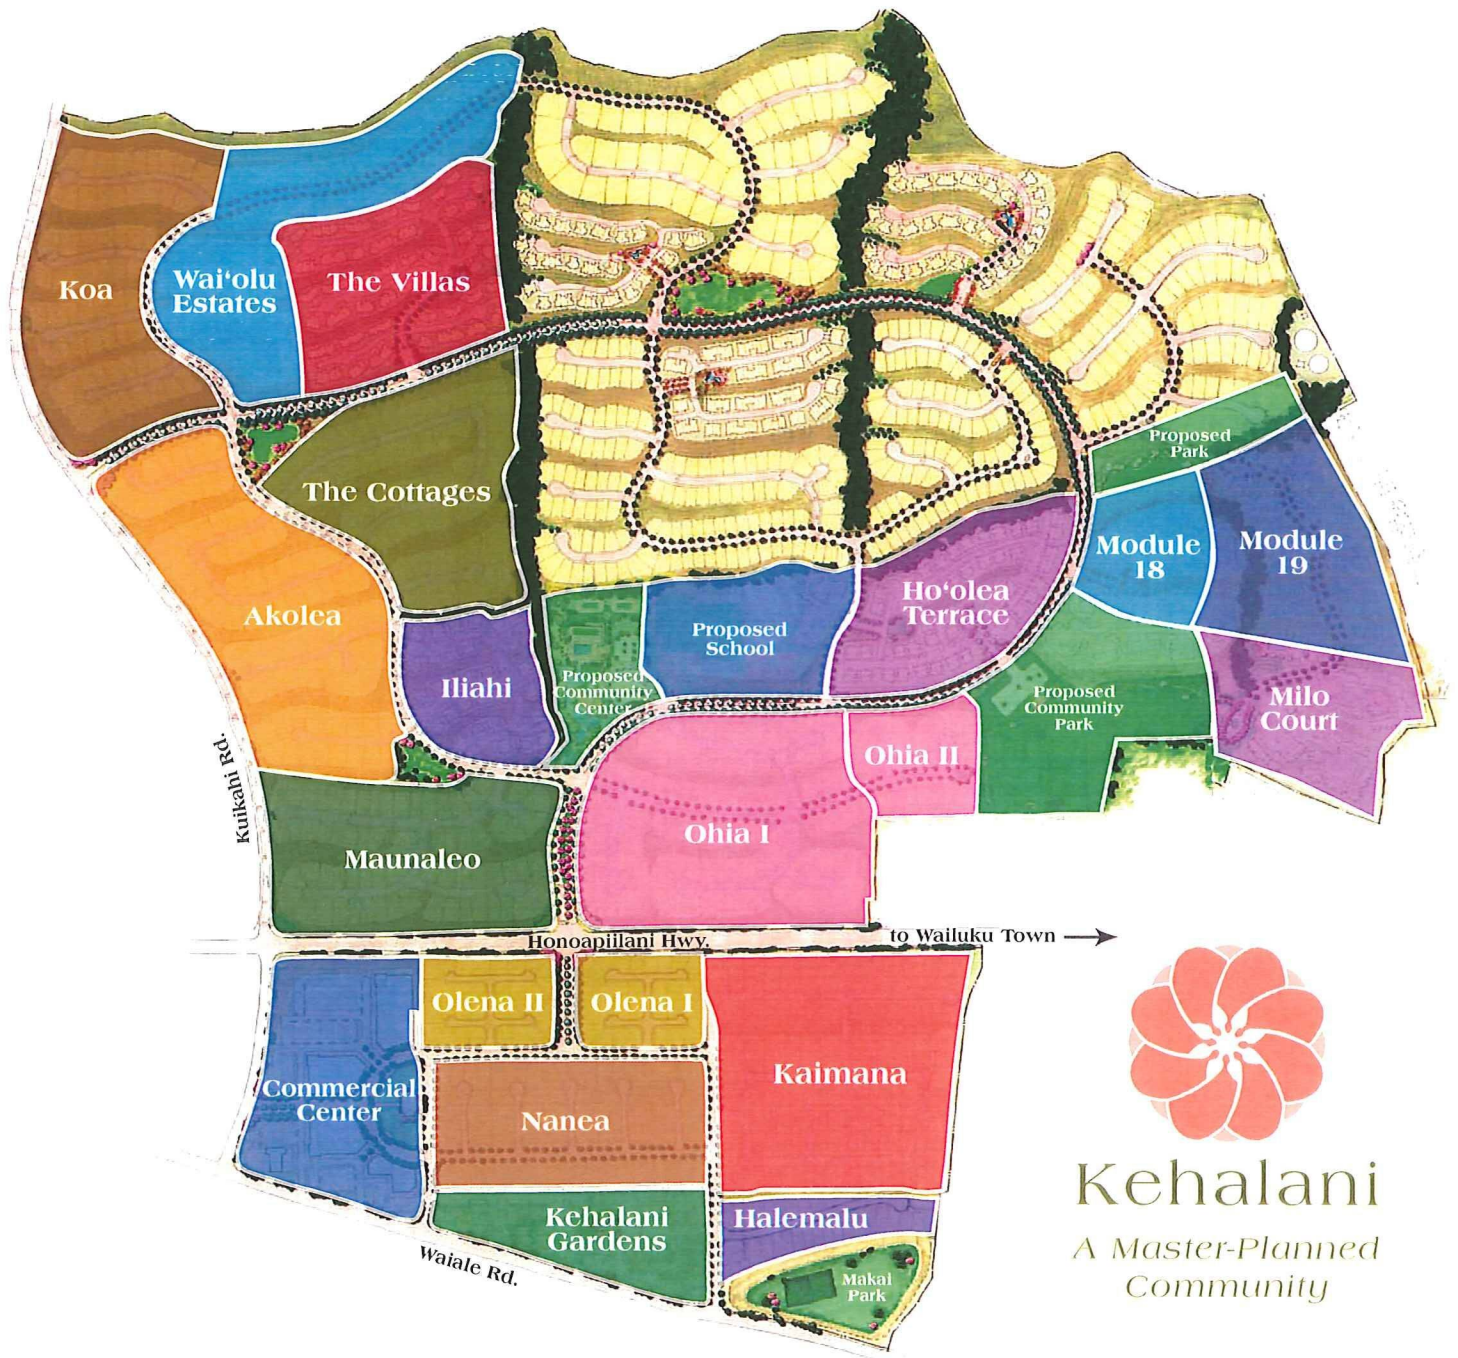 Koa
Wai‘olu
Estates
The Villas
The Cottages
Akolea
Iliahi
Proposed
Community
Center
Proposed
School
Ho‘olea
Terrace
Proposed
Park
Module
18
Module
19
Proposed
Community
Park
Milo
Court
Ohia II
Ohia I
Maunaleo
Kuikahi Rd.
Honoapiilani Hwy.
to Wailuku Town
Olena II
Olena I
Commercial
Center
Nanea
Kaimana
Kehalani
Gardens
Halemalu
Makai
Park
Waiale Rd.
Kehalani
A Master-Planned
Community